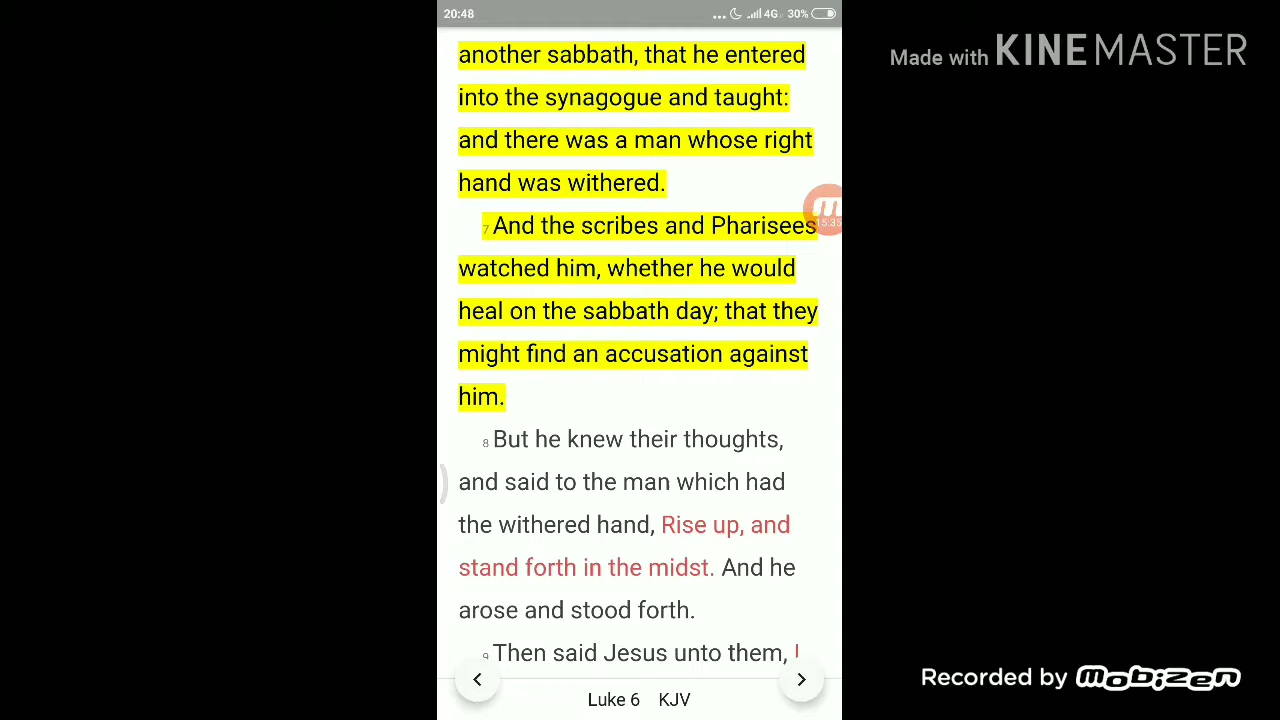 20:48
4G
30%
Made with KINEMASTER
another sabbath, that he entered
into the synagogue and taught:
and there was a man whose right
hand was withered.
15:35
7 And the scribes and Pharisees
watched him, whether he would
heal on the sabbath day; that they
might find an accusation against
him.
8 But he knew their thoughts,
and said to the man which had
the withered hand, Rise up, and
stand forth in the midst. And he
arose and stood forth.
9 Then said Jesus unto them, I
Luke 6 KJV
Recorded by mobizen